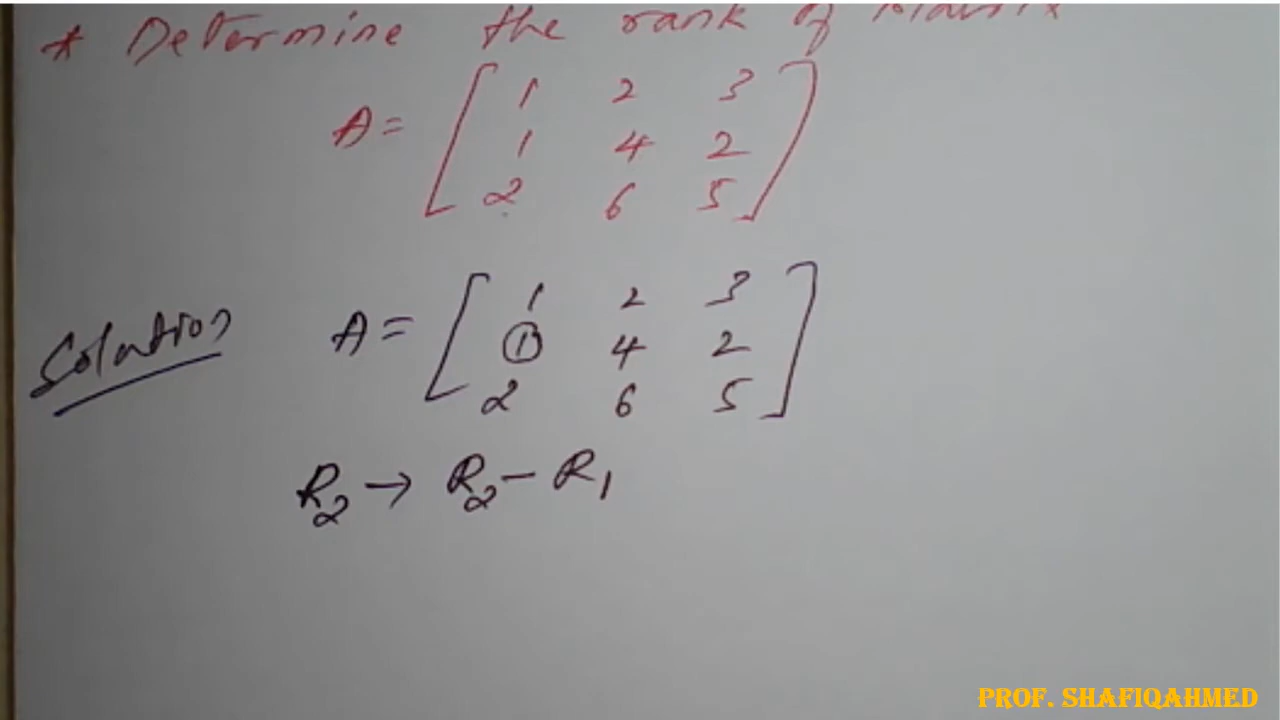 * Determine the rank of Matrix
A = [ 1 2 3
1 4 2
2 6 5 ]
Solution A = [ 1 2 3
1 4 2
2 6 5 ]
R₂ → R₂ - R₁
PROF. SHAFIQAHMED